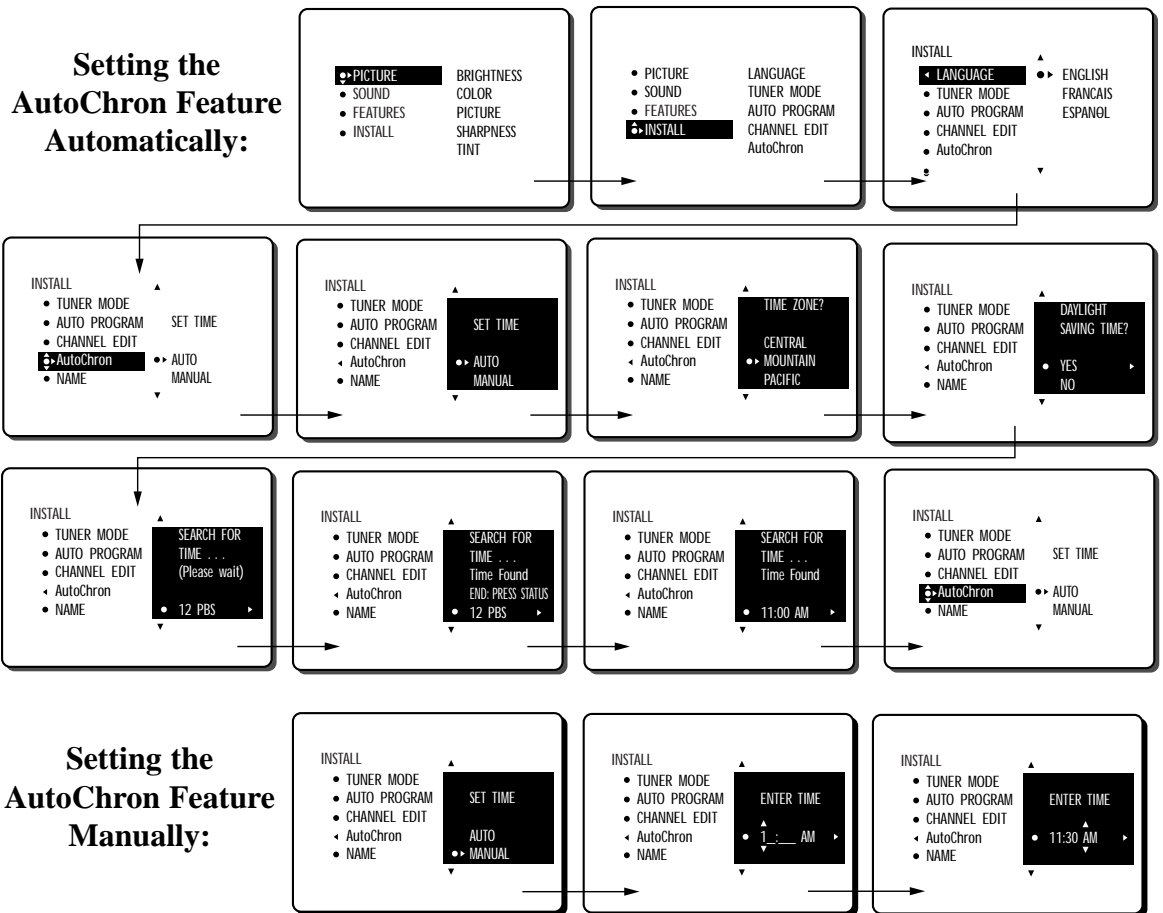 Setting the
AutoChron Feature
Automatically:
PICTURE BRIGHTNESS
SOUND COLOR
FEATURES PICTURE
INSTALL SHARPNESS
TINT
PICTURE LANGUAGE
SOUND TUNER MODE
FEATURES AUTO PROGRAM
INSTALL CHANNEL EDIT
AutoChron
INSTALL
LANGUAGE ENGLISH
TUNER MODE FRANCAIS
AUTO PROGRAM ESPANOL
CHANNEL EDIT
AutoChron
INSTALL
TUNER MODE
AUTO PROGRAM SET TIME
CHANNEL EDIT
AutoChron AUTO
NAME MANUAL
INSTALL
TUNER MODE
AUTO PROGRAM SET TIME
CHANNEL EDIT
AutoChron AUTO
NAME MANUAL
INSTALL
TUNER MODE TIME ZONE?
AUTO PROGRAM
CHANNEL EDIT CENTRAL
AutoChron MOUNTAIN
NAME PACIFIC
INSTALL
TUNER MODE DAYLIGHT
AUTO PROGRAM SAVING TIME?
CHANNEL EDIT
AutoChron YES
NAME NO
INSTALL
TUNER MODE SEARCH FOR
AUTO PROGRAM TIME . . .
CHANNEL EDIT (Please wait)
AutoChron
NAME 12 PBS
INSTALL
TUNER MODE SEARCH FOR
AUTO PROGRAM TIME . . .
CHANNEL EDIT Time Found
AutoChron END: PRESS STATUS
NAME 12 PBS
INSTALL
TUNER MODE SEARCH FOR
AUTO PROGRAM TIME . . .
CHANNEL EDIT Time Found
AutoChron
NAME 11:00 AM
INSTALL
TUNER MODE
AUTO PROGRAM SET TIME
CHANNEL EDIT
AutoChron AUTO
NAME MANUAL
Setting the
AutoChron Feature
Manually:
INSTALL
TUNER MODE
AUTO PROGRAM SET TIME
CHANNEL EDIT
AutoChron AUTO
NAME MANUAL
INSTALL
TUNER MODE
AUTO PROGRAM ENTER TIME
CHANNEL EDIT
AutoChron 1_:__ AM
NAME
INSTALL
TUNER MODE
AUTO PROGRAM ENTER TIME
CHANNEL EDIT
AutoChron 11:30 AM
NAME